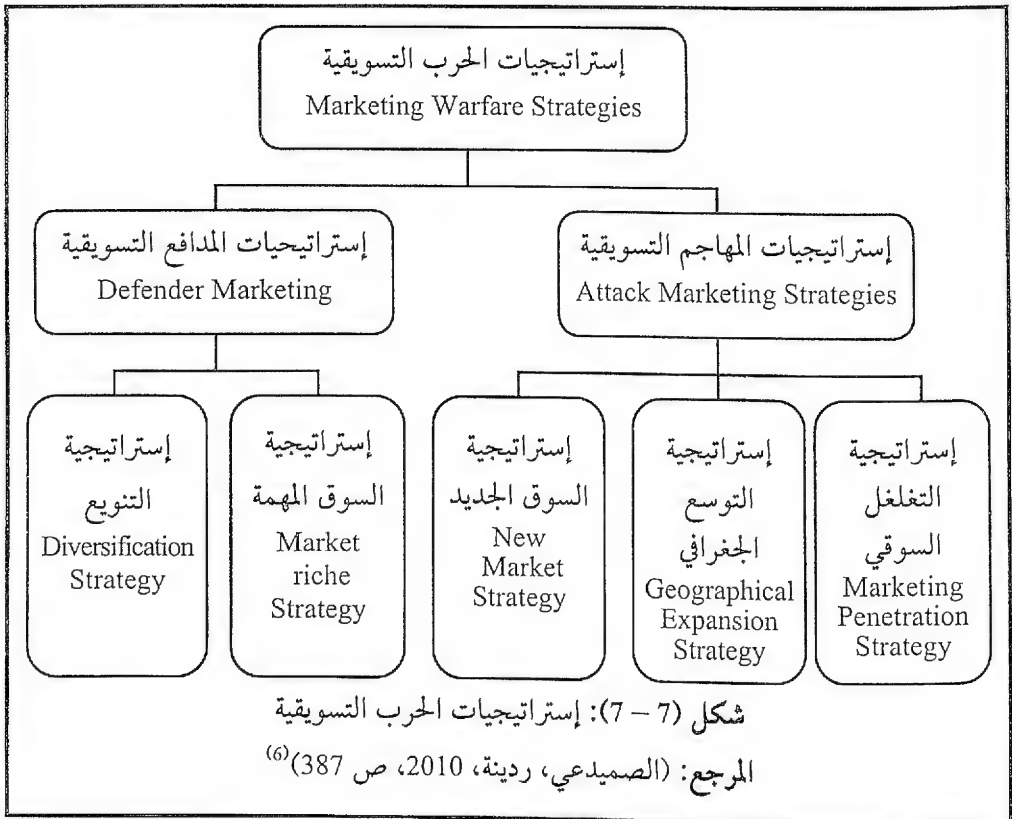 إستراتيجيات الحرب التسويقية
Marketing Warfare Strategies
إستراتيجيات المهاجم التسويقية
Attack Marketing Strategies
إستراتيحيات المدافع التسويقية
Defender Marketing
إستراتيجية
التغلغل
السوقي
Marketing
Penetration
Strategy
إستراتيجية
التوسع
الجغرافي
Geographical
Expansion
Strategy
إستراتيجية
السوق الجديد
New
Market
Strategy
إستراتيجية
السوق المهمة
Market
riche
Strategy
إستراتيجية
التنويع
Diversification
Strategy
شكل (7 – 7): إستراتيجيات الحرب التسويقية
المرجع: (الصميدعي، ردينة، 2010، ص 387)(6)